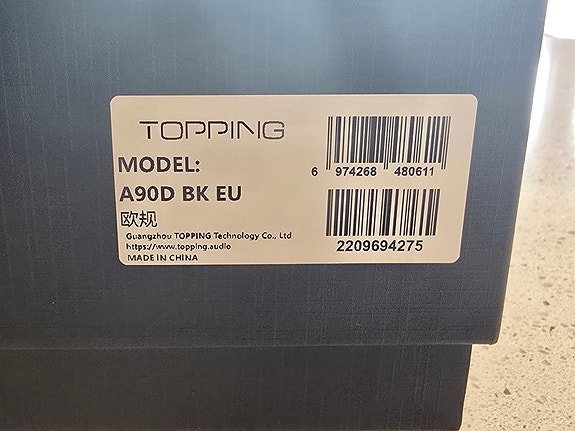 TOPPING
MODEL:
A90D BK EU
欧规
Guangzhou TOPPING Technology Co., Ltd
https://www.topping.audio
MADE IN CHINA
6 974268 480611
2209694275